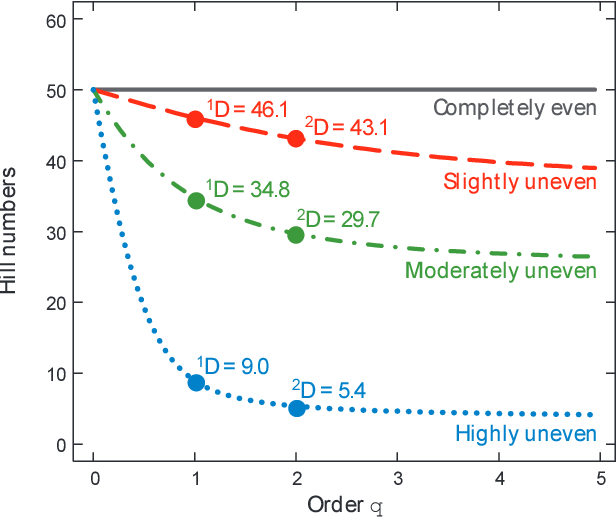 60
50
40
30
20
10
0
Hill numbers
Completely even
¹D = 46.1
²D = 43.1
Slightly uneven
¹D = 34.8
²D = 29.7
Moderately uneven
¹D = 9.0
²D = 5.4
Highly uneven
0 1 2 3 4 5
Order q